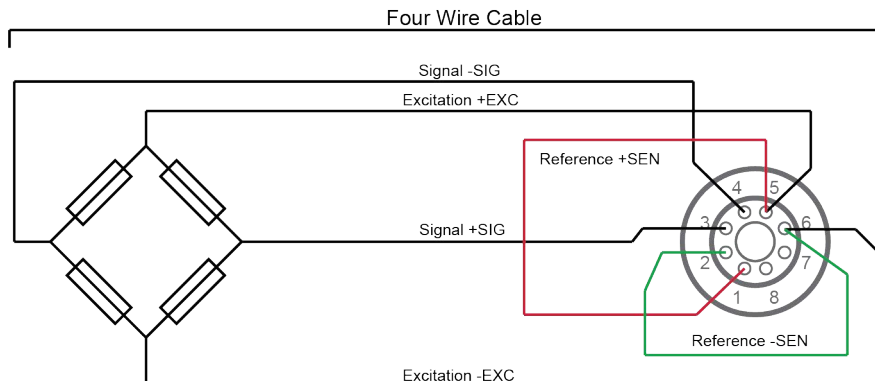 Four Wire Cable
Signal -SIG
Excitation +EXC
Reference +SEN
4 5
3 6
Signal +SIG
2 7
1 8
Reference -SEN
Excitation -EXC